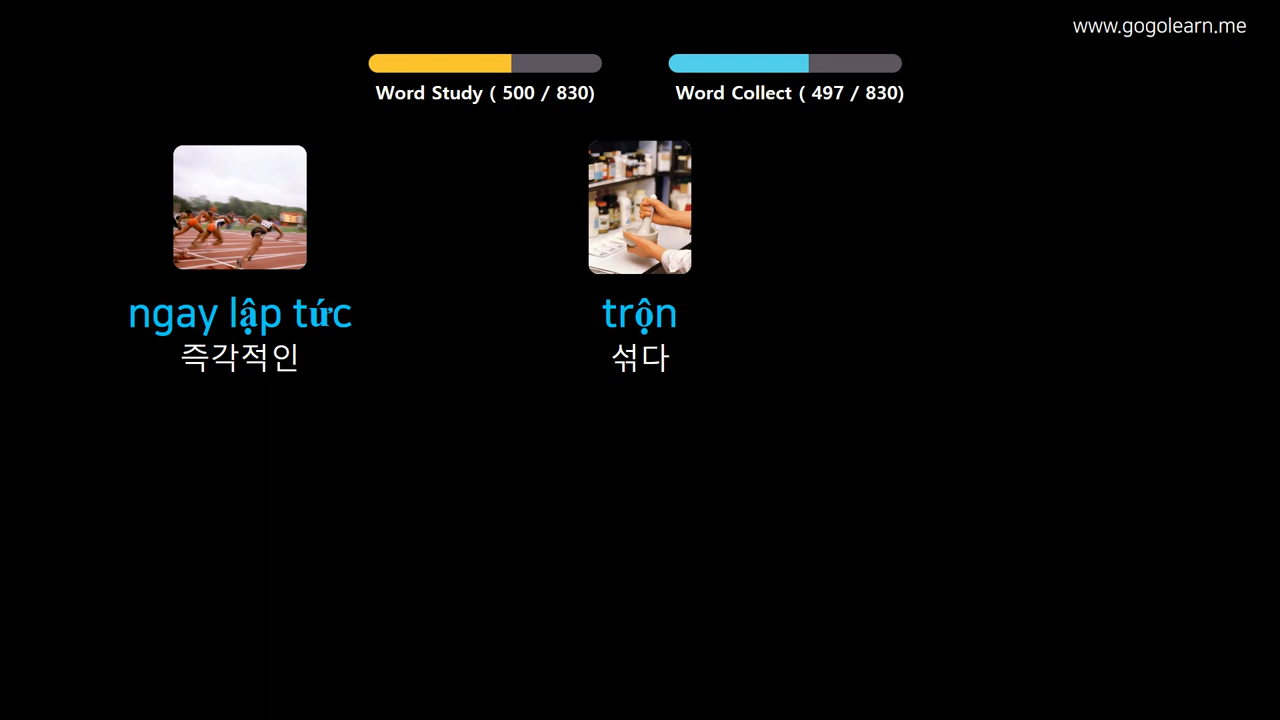 www.gogolearn.me
Word Study ( 500 / 830)
Word Collect ( 497 / 830)
ngay lập tức
즉각적인
trộn
섞다